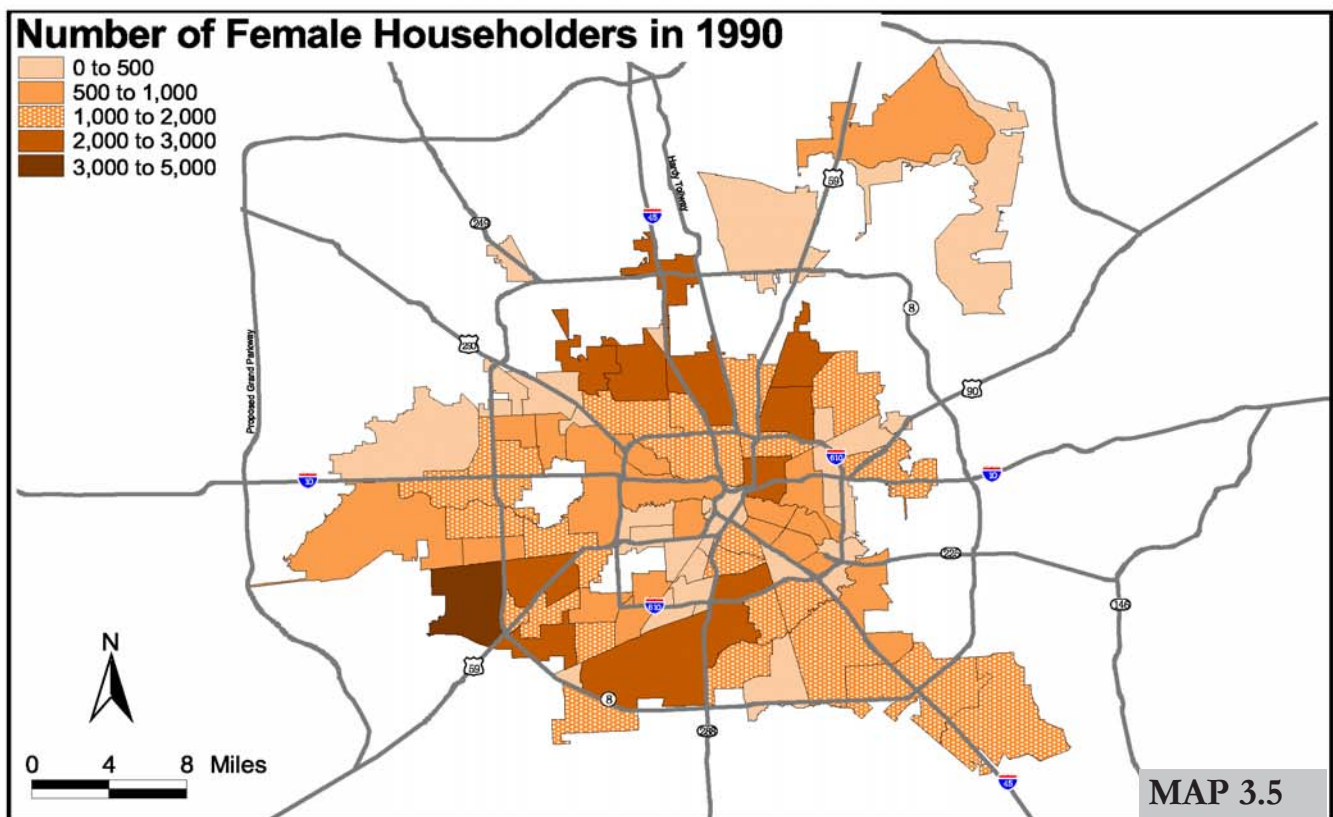 Number of Female Householders in 1990
0 to 500
500 to 1,000
1,000 to 2,000
2,000 to 3,000
3,000 to 5,000
Hardy Tollway
59
45
249
8
290
Proposed Grand Parkway
90
610
10
10
225
146
610
N
59
8
288
0 4 8 Miles
45
MAP 3.5